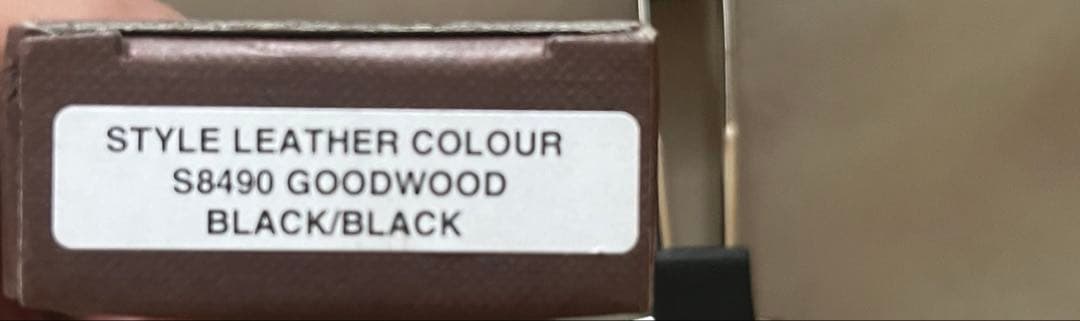 STYLE LEATHER COLOUR
S8490 GOODWOOD
BLACK/BLACK